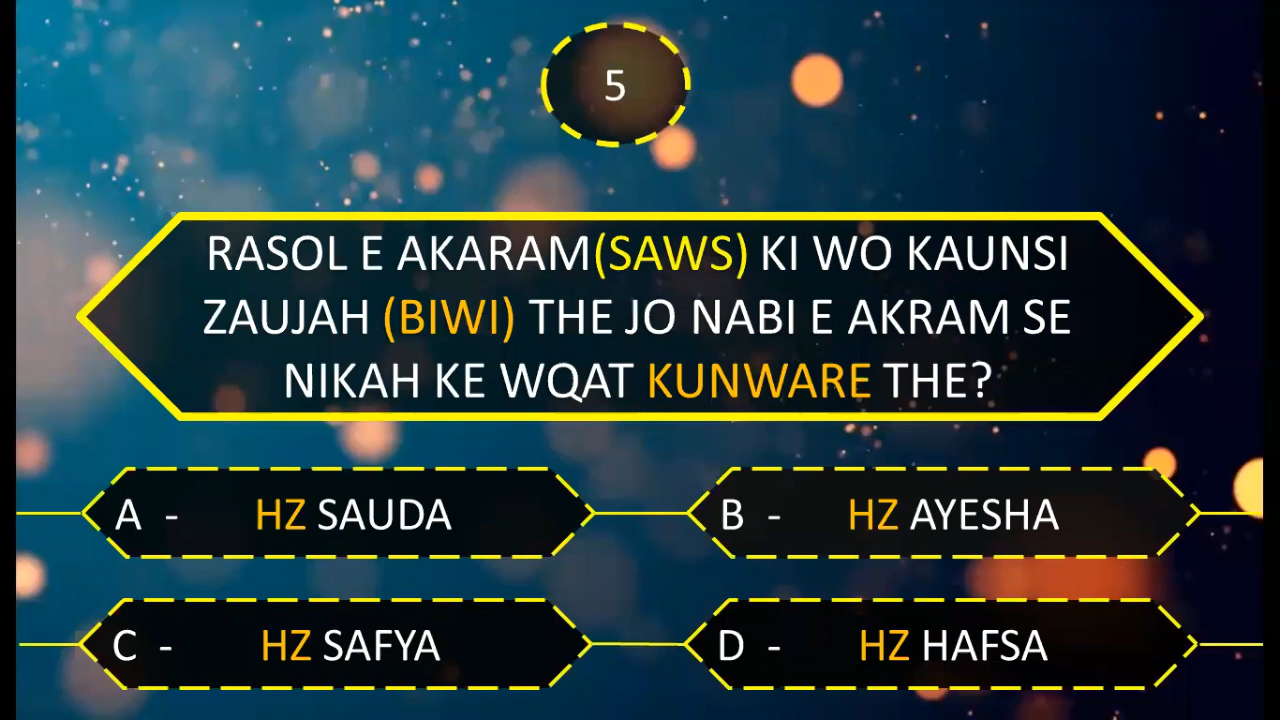 5
RASOL E AKARAM(SAWS) KI WO KAUNSI
ZAUJAH (BIWI) THE JO NABI E AKRAM SE
NIKAH KE WQAT KUNWARE THE?
A - HZ SAUDA
B - HZ AYESHA
C - HZ SAFYA
D - HZ HAFSA